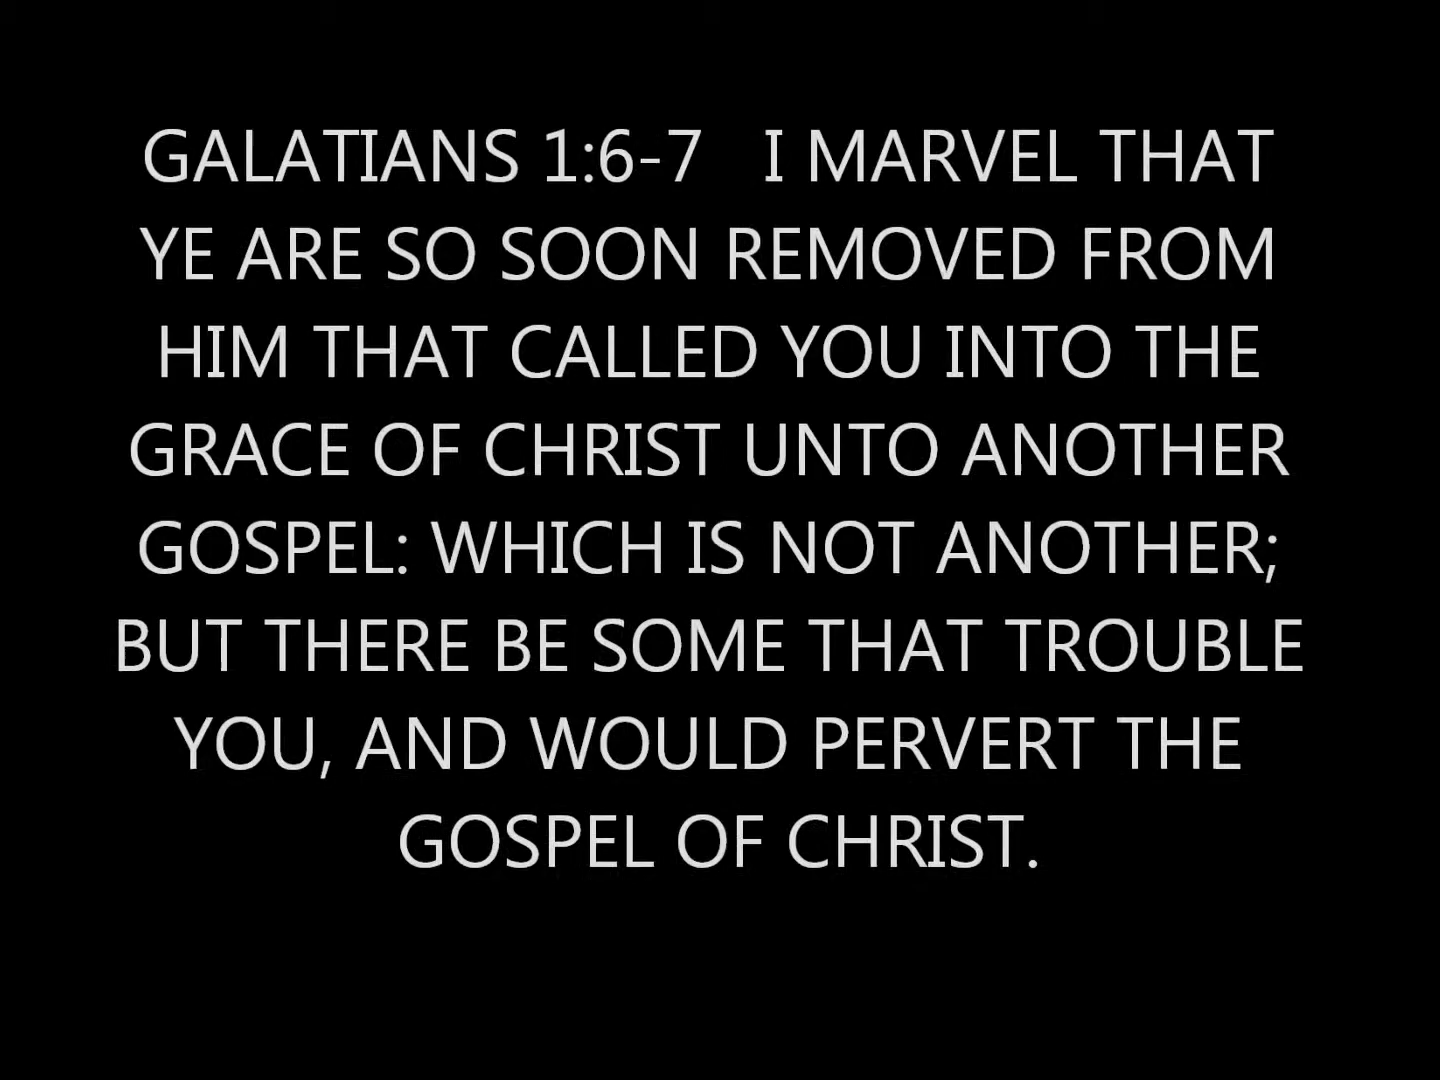 GALATIANS 1:6-7   I MARVEL THAT
YE ARE SO SOON REMOVED FROM
HIM THAT CALLED YOU INTO THE
GRACE OF CHRIST UNTO ANOTHER
GOSPEL: WHICH IS NOT ANOTHER;
BUT THERE BE SOME THAT TROUBLE
YOU, AND WOULD PERVERT THE
GOSPEL OF CHRIST.